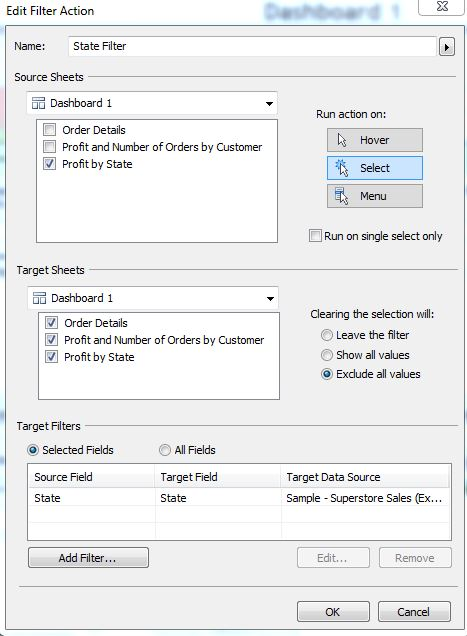 Edit Filter Action
Dashboard 1
Name: State Filter
Source Sheets
Dashboard 1
Order Details
Profit and Number of Orders by Customer
Profit by State
Run action on:
Hover
Select
Menu
Run on single select only
Target Sheets
Dashboard 1
Order Details
Profit and Number of Orders by Customer
Profit by State
Clearing the selection will:
Leave the filter
Show all values
Exclude all values
Target Filters
Selected Fields All Fields
Source Field Target Field Target Data Source
State State Sample - Superstore Sales (Ex...
Add Filter... Edit... Remove
OK Cancel